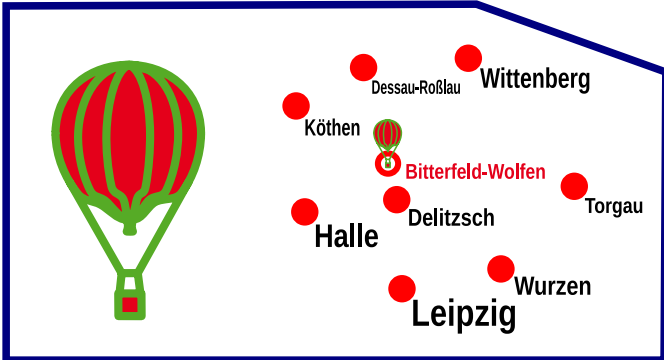 Wittenberg
Dessau-Roßlau
Köthen
Bitterfeld-Wolfen
Torgau
Delitzsch
Halle
Wurzen
Leipzig